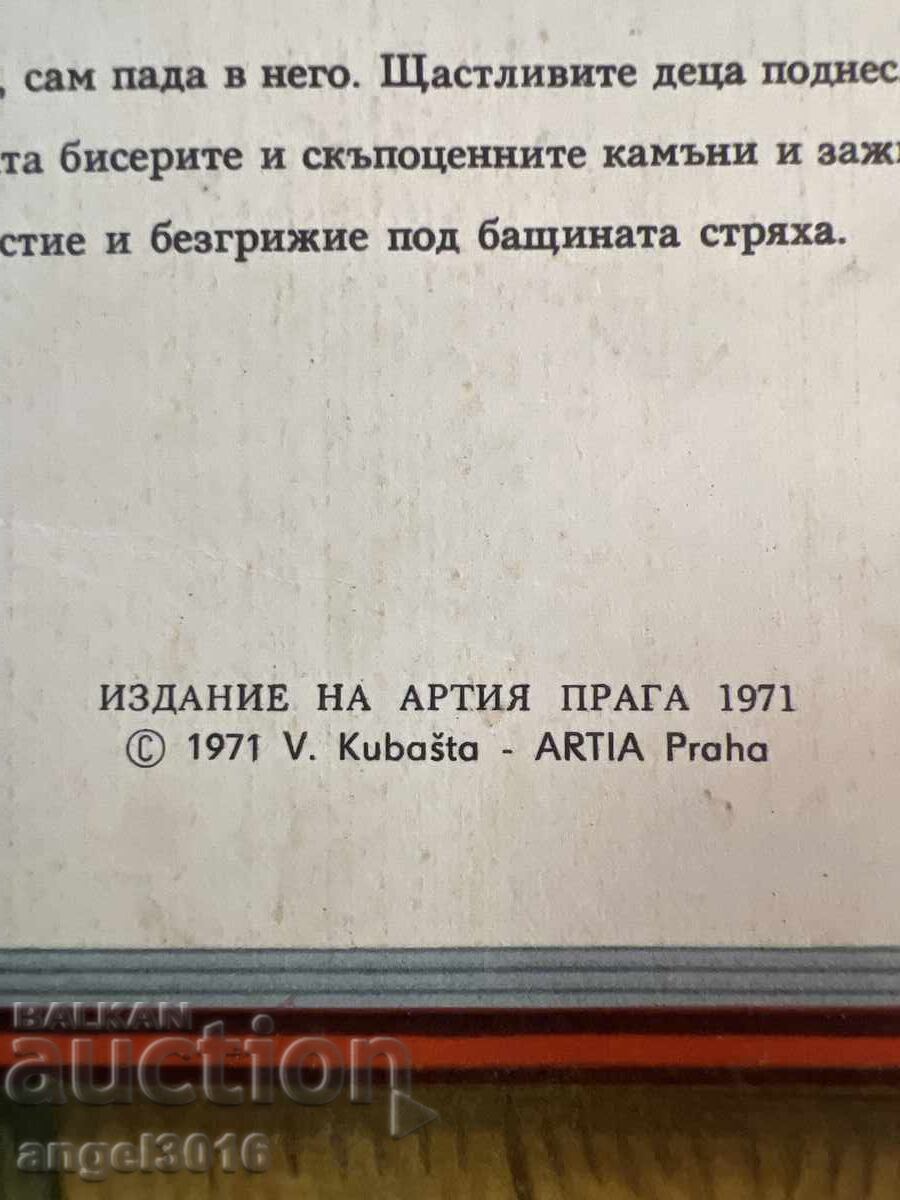 , сам пада в него. Щастливите деца поднес
та бисерите и скъпоценните камъни и заж
стие и безгрижие под бащината стряха.
ИЗДАНИЕ НА АРТИЯ ПРАГА 1971
© 1971 V. Kubašta - ARTIA Praha
BALKAN
auction
angel3016